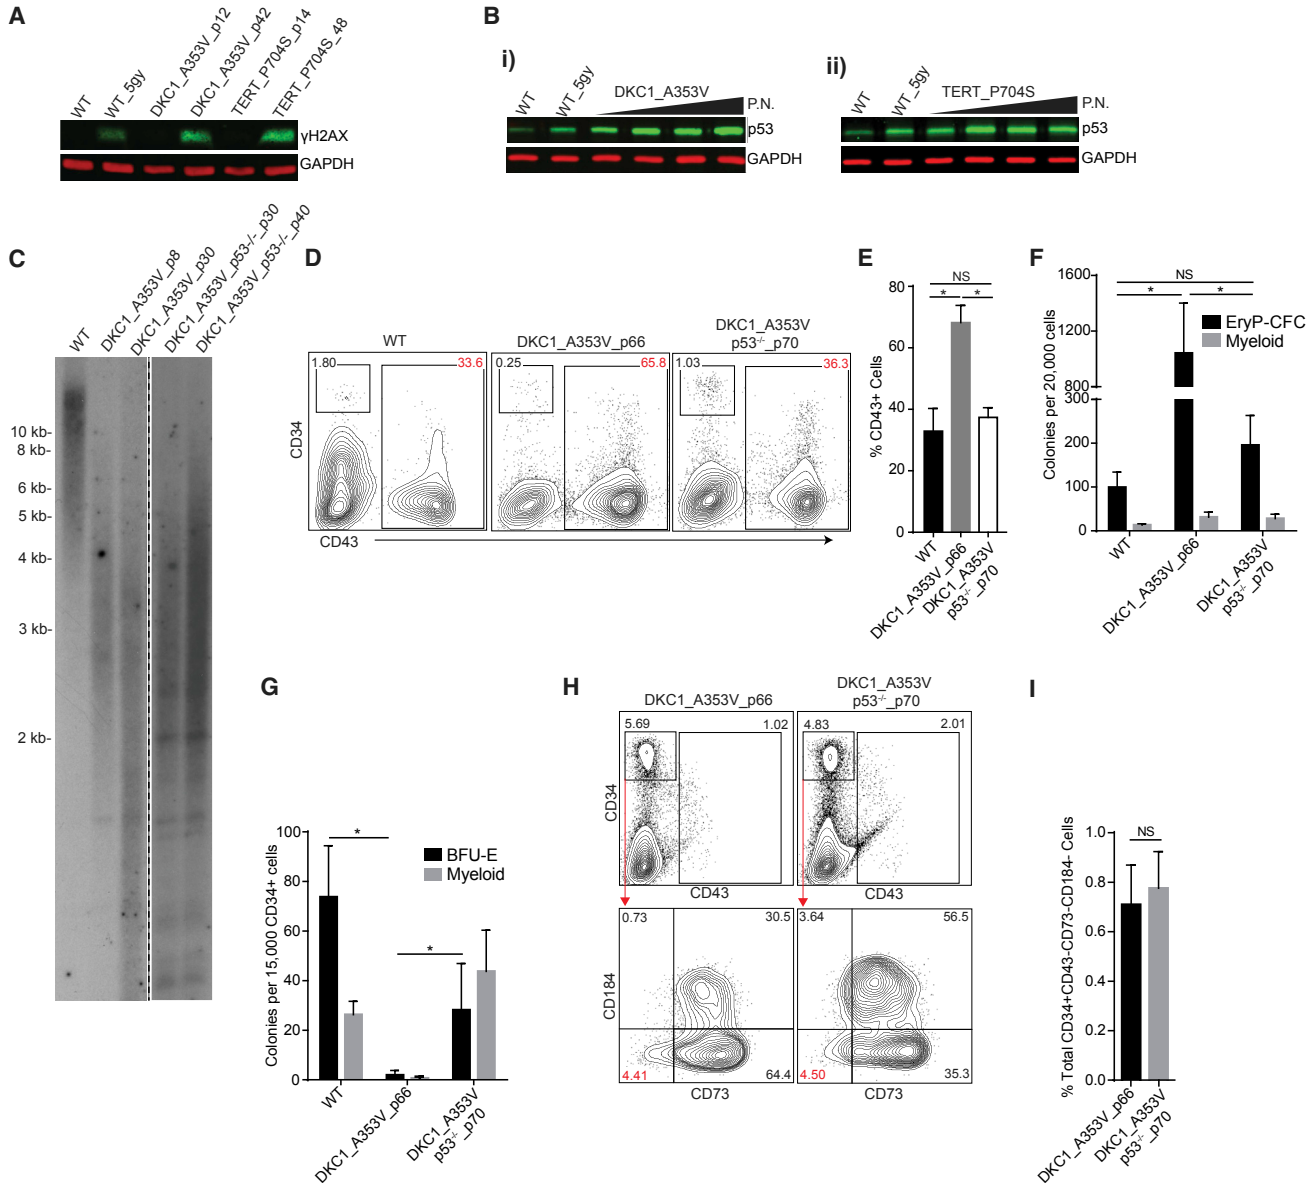 A
WT
WT_5gy
DKC1_A353V_p12
DKC1_A353V_p42
TERT_P704S_p14
TERT_P704S_48
γH2AX
GAPDH
B
i)
WT
WT_5gy
DKC1_A353V
P.N.
p53
GAPDH
ii)
WT
WT_5gy
TERT_P704S
P.N.
p53
GAPDH
C
WT
DKC1_A353V_p8
DKC1_A353V_p30
DKC1_A353V_p53-/-_p30
DKC1_A353V_p53-/-_p40
10 kb-
8 kb-
6 kb-
5 kb-
4 kb-
3 kb-
2 kb-
D
WT
DKC1_A353V_p66
DKC1_A353V
p53-/-_p70
1.80
33.6
0.25
65.8
1.03
36.3
CD34
CD43
E
NS
* *
80
60
40
20
0
% CD43+ Cells
WT
DKC1_A353V_p66
DKC1_A353V
p53-/-_p70
F
NS
* *
1600
1200
800
300
200
100
0
Colonies per 20,000 cells
EryP-CFC
Myeloid
WT
DKC1_A353V_p66
DKC1_A353V
p53-/-_p70
G
* *
100
80
60
40
20
0
Colonies per 15,000 CD34+ cells
BFU-E
Myeloid
WT
DKC1_A353V_p66
DKC1_A353V
p53-/-_p70
H
DKC1_A353V_p66
DKC1_A353V
p53-/-_p70
5.69
1.02
4.83
2.01
CD34
CD43
CD43
0.73
30.5
3.64
56.5
CD184
4.41
64.4
4.50
35.3
CD73
CD73
I
NS
1.0
0.8
0.6
0.4
0.2
0.0
% Total CD34+CD43-CD73-CD184- Cells
DKC1_A353V_p66
DKC1_A353V
p53-/-_p70